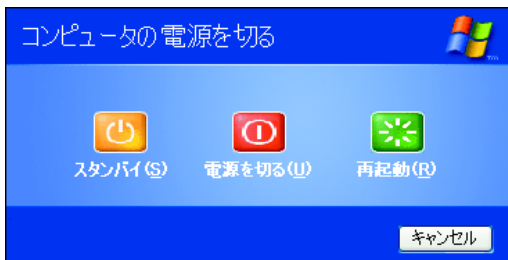 コンピュータの電源を切る
TM
スタンバイ(S)
電源を切る(U)
再起動(R)
キャンセル